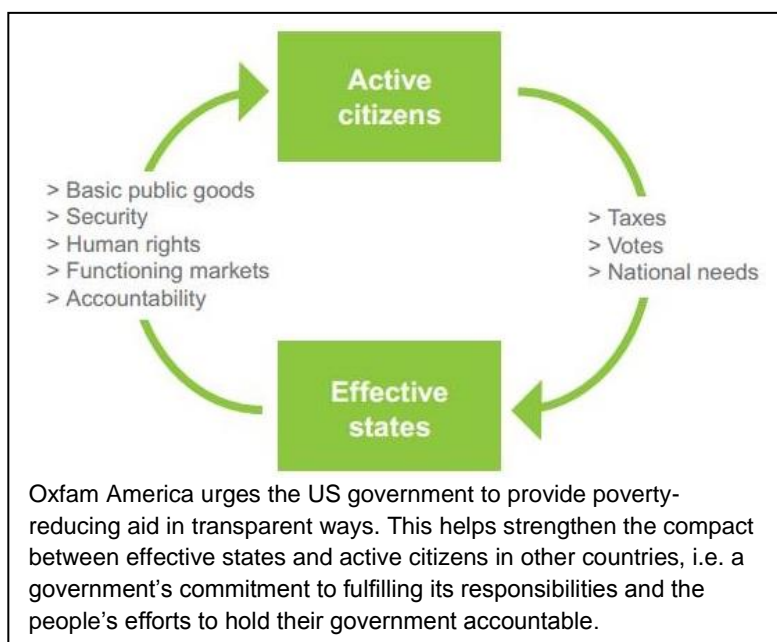 Active
citizens
> Basic public goods
> Security
> Human rights
> Functioning markets
> Accountability
> Taxes
> Votes
> National needs
Effective
states
Oxfam America urges the US government to provide poverty-
reducing aid in transparent ways. This helps strengthen the compact
between effective states and active citizens in other countries, i.e. a
government’s commitment to fulfilling its responsibilities and the
people’s efforts to hold their government accountable.